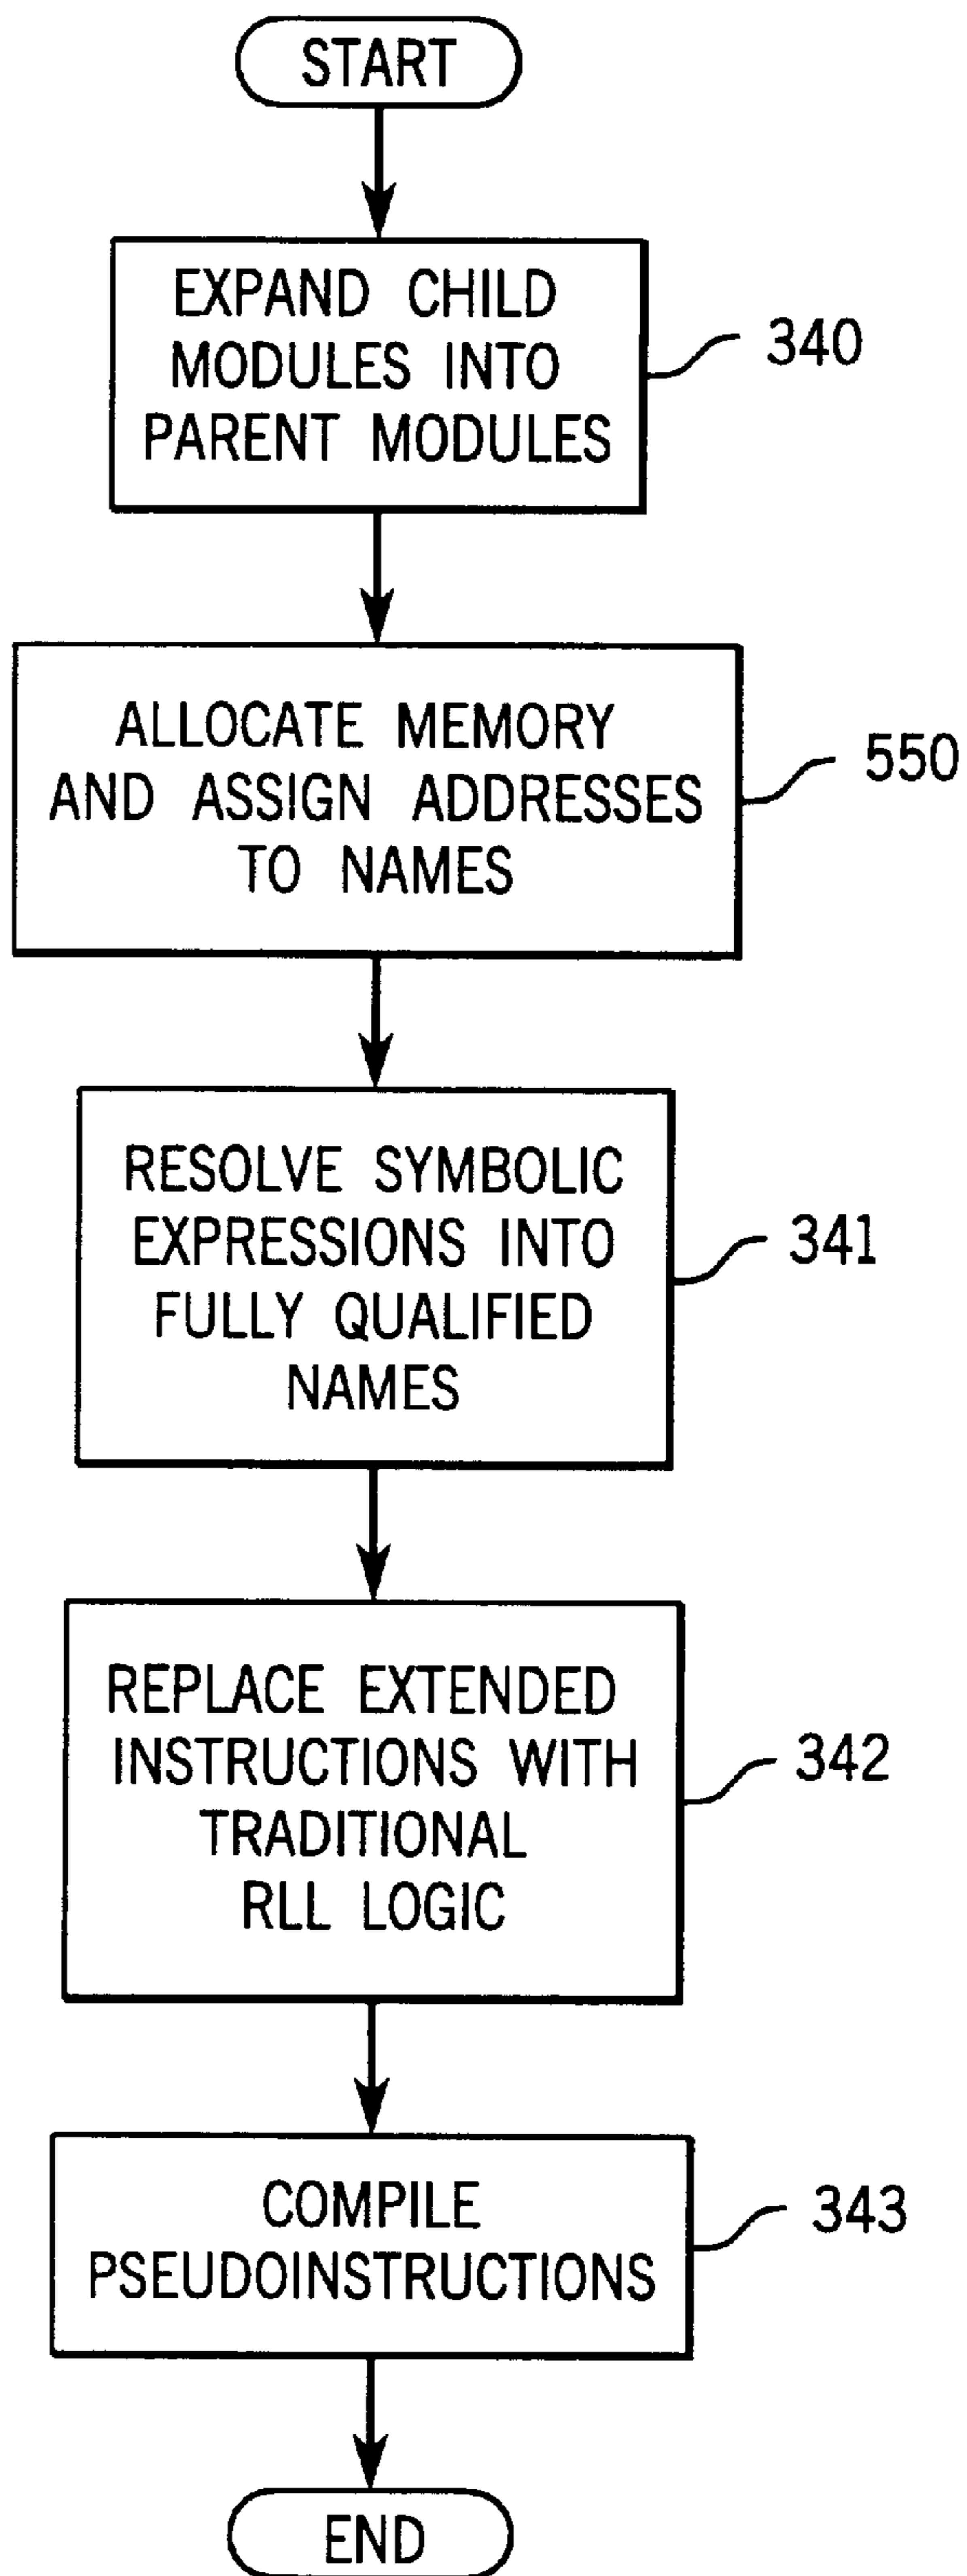 START
EXPAND CHILD
MODULES INTO
PARENT MODULES
340
ALLOCATE MEMORY
AND ASSIGN ADDRESSES
TO NAMES
550
RESOLVE SYMBOLIC
EXPRESSIONS INTO
FULLY QUALIFIED
NAMES
341
REPLACE EXTENDED
INSTRUCTIONS WITH
TRADITIONAL
RLL LOGIC
342
COMPILE
PSEUDOINSTRUCTIONS
343
END